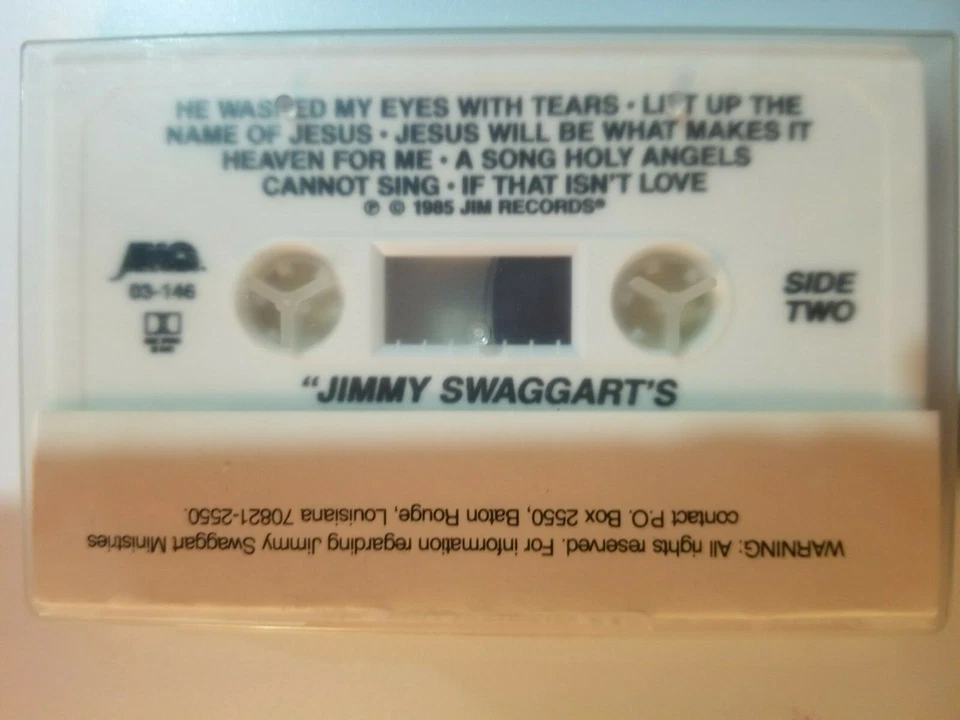 HE WASHED MY EYES WITH TEARS • LIFT UP THE
NAME OF JESUS • JESUS WILL BE WHAT MAKES IT
HEAVEN FOR ME • A SONG HOLY ANGELS
CANNOT SING • IF THAT ISN'T LOVE
℗ © 1985 JIM RECORDS®
03-146
SIDE
TWO
"JIMMY SWAGGART'S
WARNING: All rights reserved. For information regarding Jimmy Swaggart Ministries
contact P.O. Box 2550, Baton Rouge, Louisiana 70821-2550.